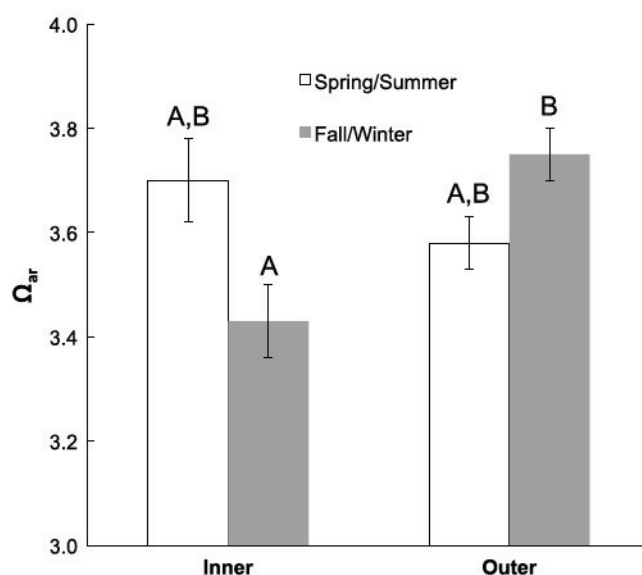 4.0
Spring/Summer
A,B
B
3.8
Fall/Winter
A,B
3.6
Ωar
A
3.4
3.2
3.0
Inner
Outer